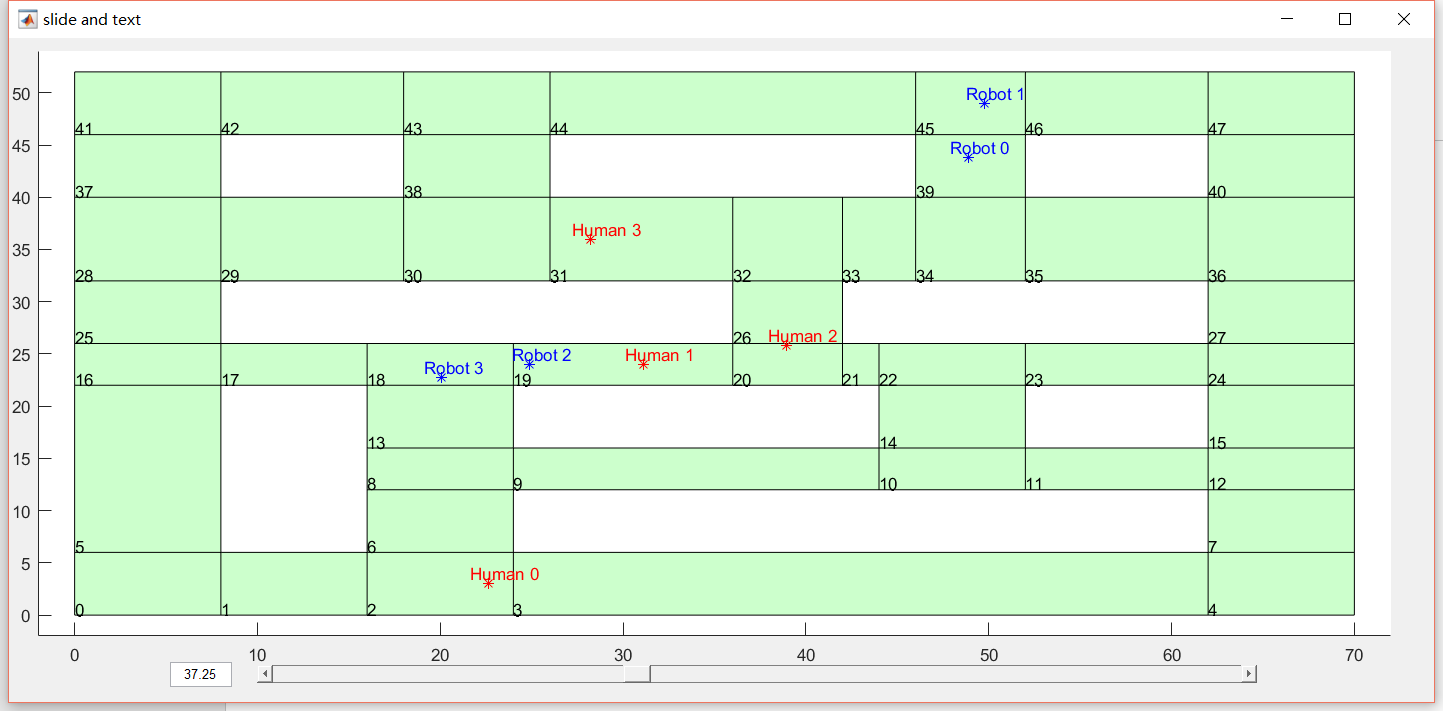 slide and text
50
Robot 1
41 42 43 44 45 46 47
45
Robot 0
40
37 38 39 40
Human 3
35
28 29 30 31 32 33 34 35 36
30
25 26 Human 2 27
25
Robot 3 Robot 2 Human 1
16 17 18 19 20 21 22 23 24
20
13 14 15
15
8 9 10 11 12
10
5 6 7
5
Human 0
0
0 1 2 3 4
0 10 20 30 40 50 60 70
37.25